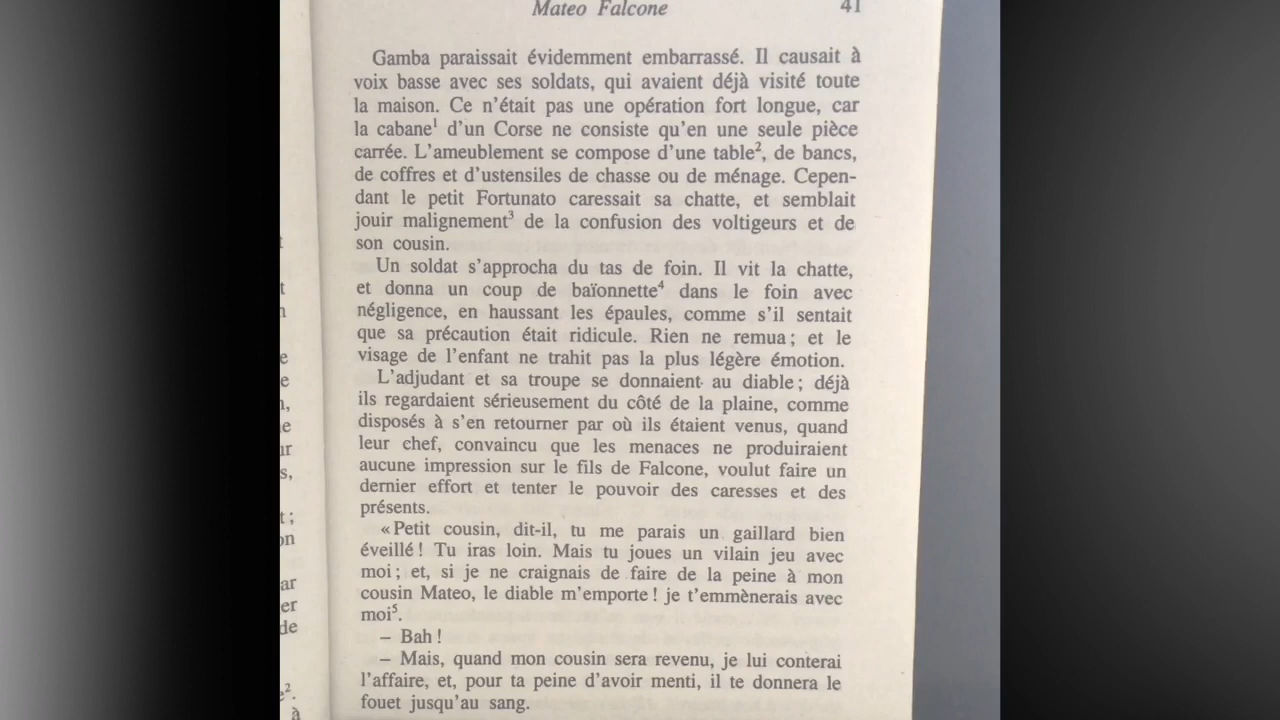 Mateo Falcone 41
Gamba paraissait évidemment embarrassé. Il causait à
voix basse avec ses soldats, qui avaient déjà visité toute
la maison. Ce n'était pas une opération fort longue, car
la cabane¹ d'un Corse ne consiste qu'en une seule pièce
carrée. L'ameublement se compose d'une table², de bancs,
de coffres et d'ustensiles de chasse ou de ménage. Cepen-
dant le petit Fortunato caressait sa chatte, et semblait
jouir malignement³ de la confusion des voltigeurs et de
son cousin.
Un soldat s'approcha du tas de foin. Il vit la chatte,
et donna un coup de baïonnette⁴ dans le foin avec
négligence, en haussant les épaules, comme s'il sentait
que sa précaution était ridicule. Rien ne remua ; et le
visage de l'enfant ne trahit pas la plus légère émotion.
L'adjudant et sa troupe se donnaient au diable ; déjà
ils regardaient sérieusement du côté de la plaine, comme
disposés à s'en retourner par où ils étaient venus, quand
leur chef, convaincu que les menaces ne produiraient
aucune impression sur le fils de Falcone, voulut faire un
dernier effort et tenter le pouvoir des caresses et des
présents.
« Petit cousin, dit-il, tu me parais un gaillard bien
éveillé ! Tu iras loin. Mais tu joues un vilain jeu avec
moi ; et, si je ne craignais de faire de la peine à mon
cousin Mateo, le diable m'emporte ! je t'emmènerais avec
moi⁵.
– Bah !
– Mais, quand mon cousin sera revenu, je lui conterai
l'affaire, et, pour ta peine d'avoir menti, il te donnera le
fouet jusqu'au sang.